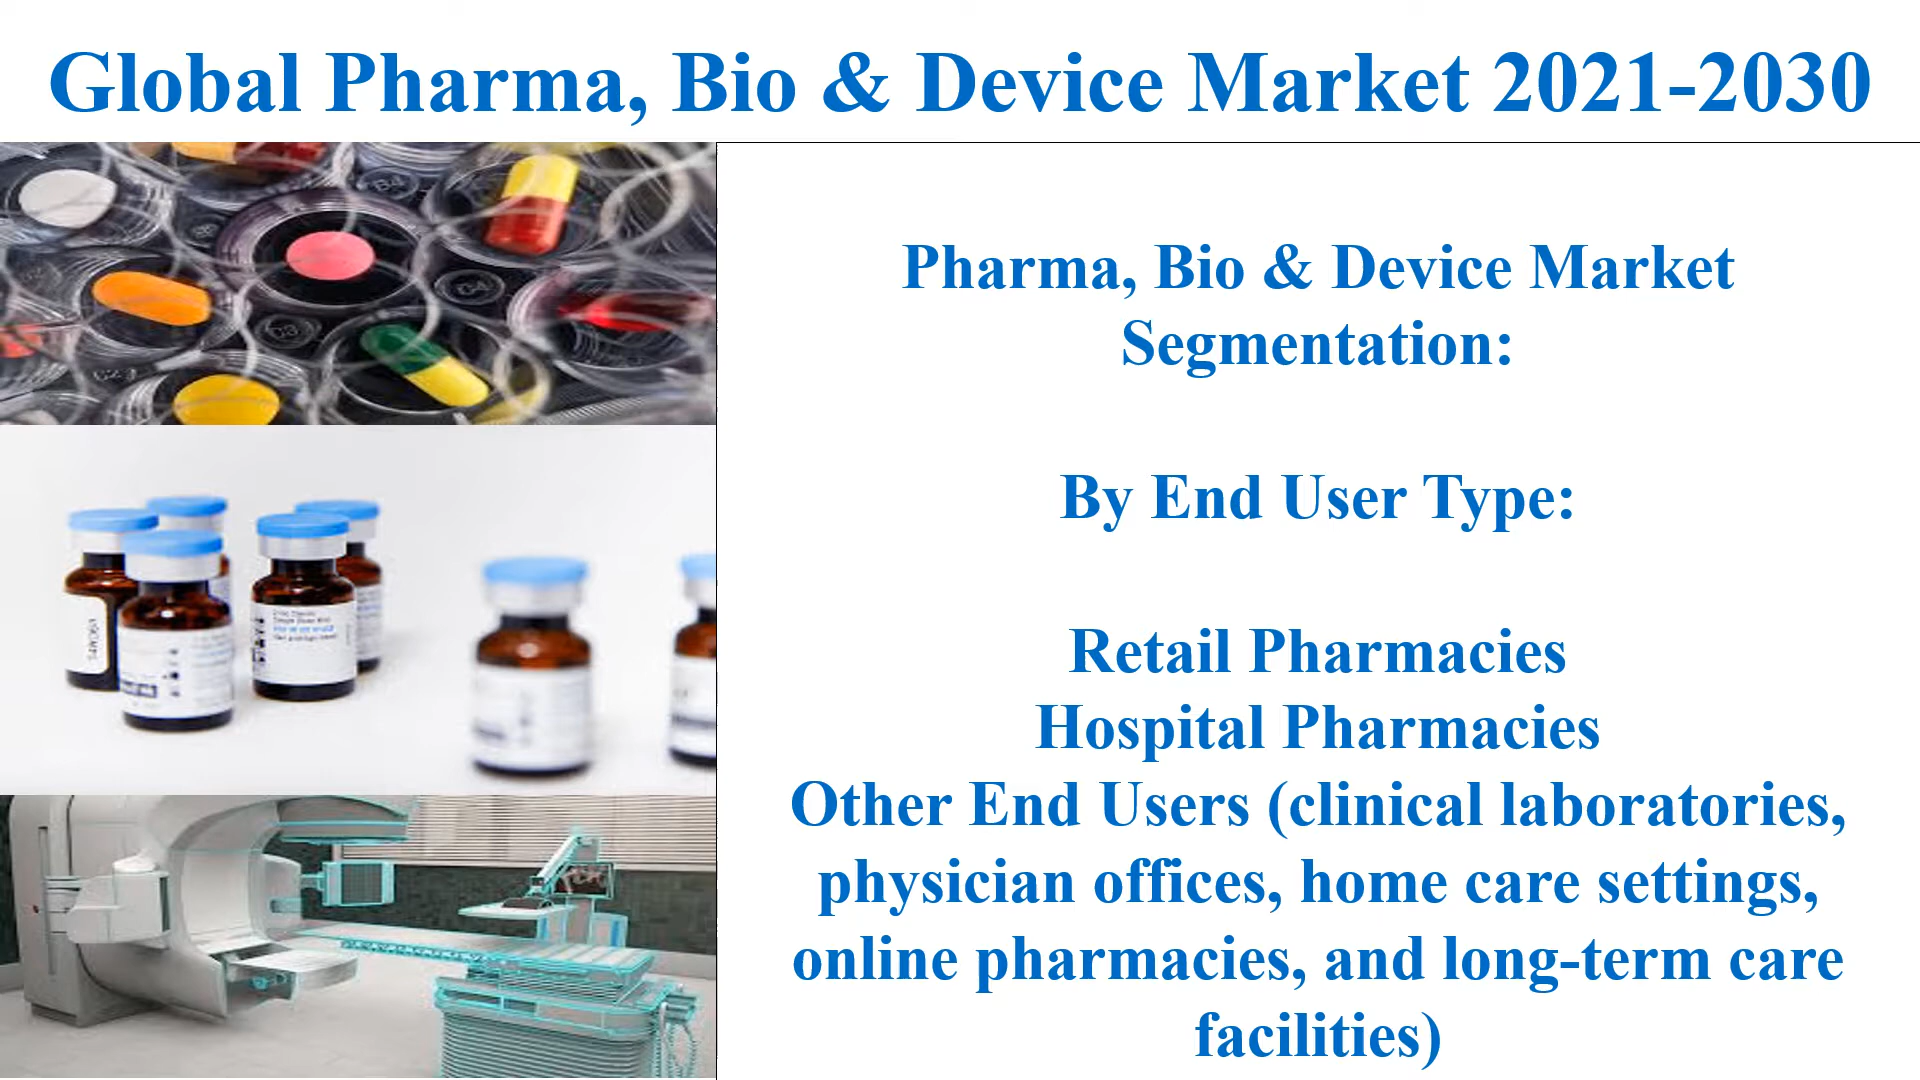 Global Pharma, Bio & Device Market 2021-2030
Pharma, Bio & Device Market
Segmentation:
By End User Type:
Retail Pharmacies
Hospital Pharmacies
Other End Users (clinical laboratories,
physician offices, home care settings,
online pharmacies, and long-term care
facilities)